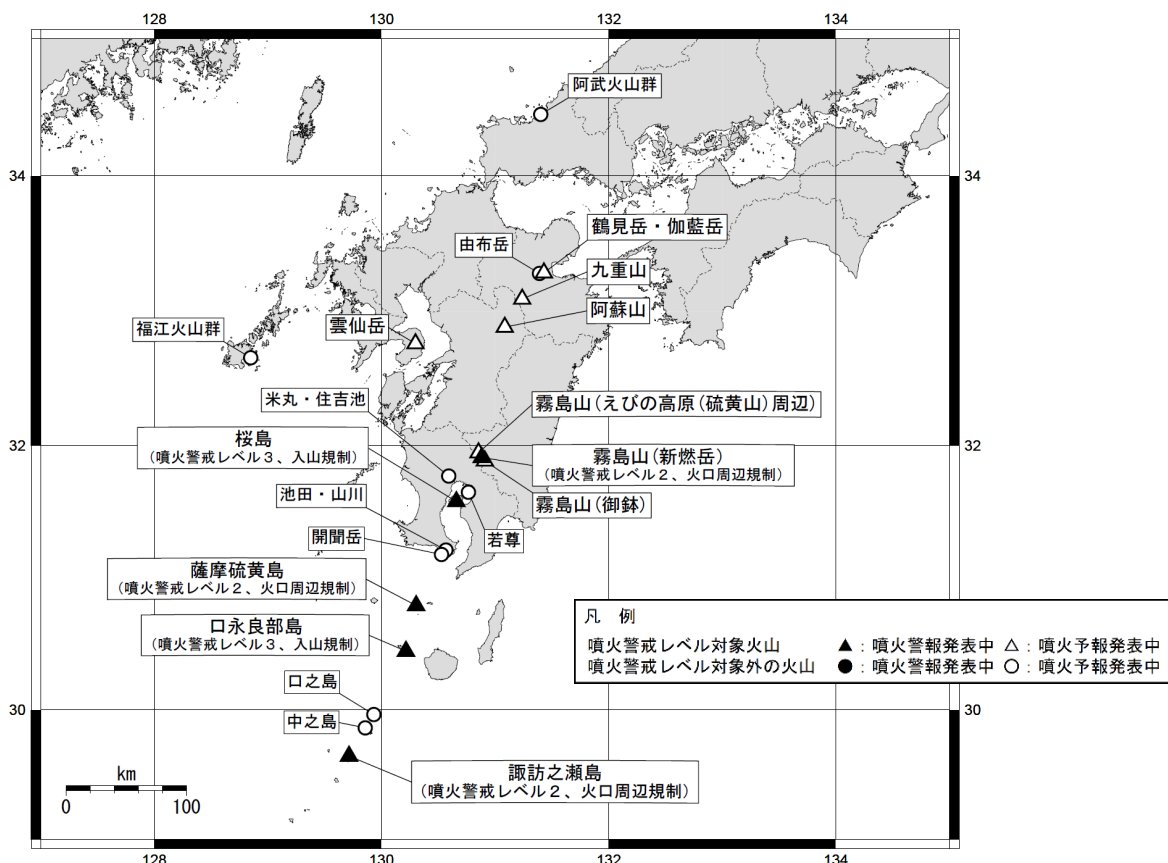 128
130
132
134
阿武火山群
34
34
鶴見岳・伽藍岳
由布岳
九重山
阿蘇山
雲仙岳
福江火山群
米丸・住吉池
霧島山(えびの高原(硫黄山)周辺)
桜島
(噴火警戒レベル3、入山規制)
32
32
霧島山(新燃岳)
(噴火警戒レベル2、火口周辺規制)
池田・山川
霧島山(御鉢)
開聞岳
若尊
薩摩硫黄島
(噴火警戒レベル2、火口周辺規制)
口永良部島
(噴火警戒レベル3、入山規制)
凡 例
噴火警戒レベル対象火山 ▲:噴火警報発表中 △:噴火予報発表中
噴火警戒レベル対象外の火山 ●:噴火警報発表中 ○:噴火予報発表中
口之島
30
30
中之島
諏訪之瀬島
(噴火警戒レベル2、火口周辺規制)
km
0 100
128
130
132
134